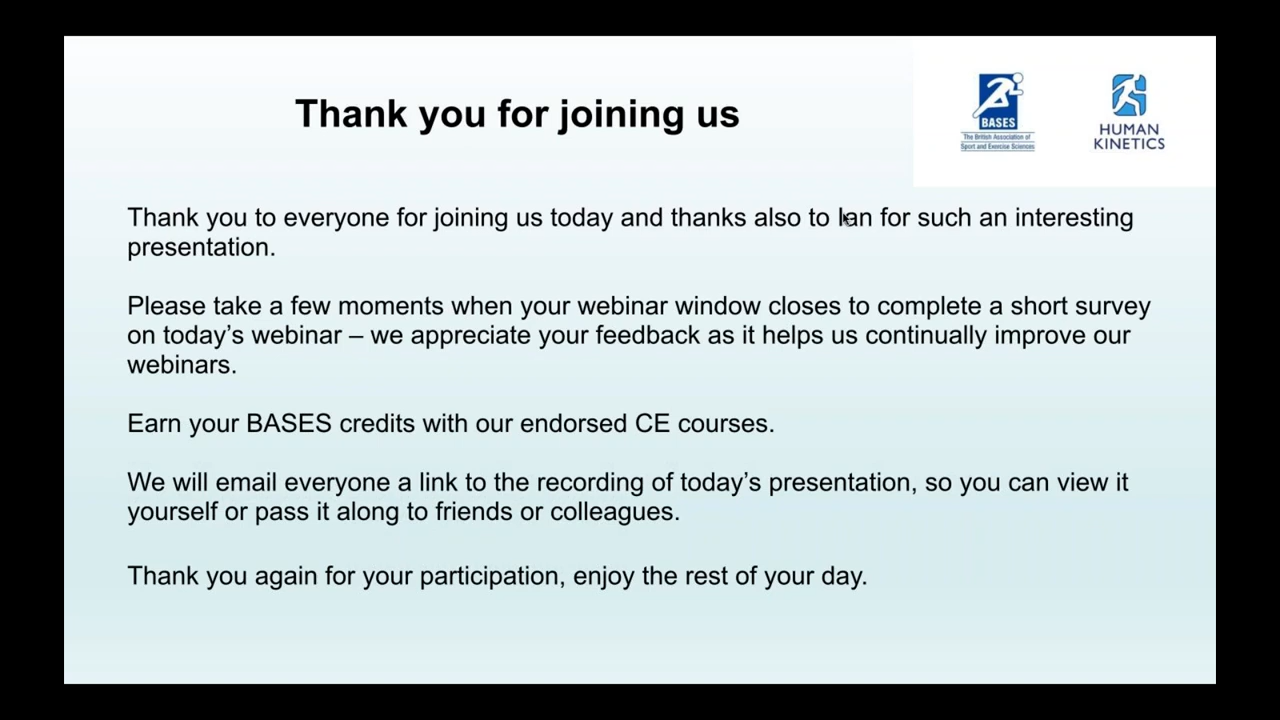 Thank you for joining us
BASES
The British Association of
Sport and Exercise Sciences
HUMAN
KINETICS
Thank you to everyone for joining us today and thanks also to Ian for such an interesting
presentation.
Please take a few moments when your webinar window closes to complete a short survey
on today’s webinar – we appreciate your feedback as it helps us continually improve our
webinars.
Earn your BASES credits with our endorsed CE courses.
We will email everyone a link to the recording of today’s presentation, so you can view it
yourself or pass it along to friends or colleagues.
Thank you again for your participation, enjoy the rest of your day.